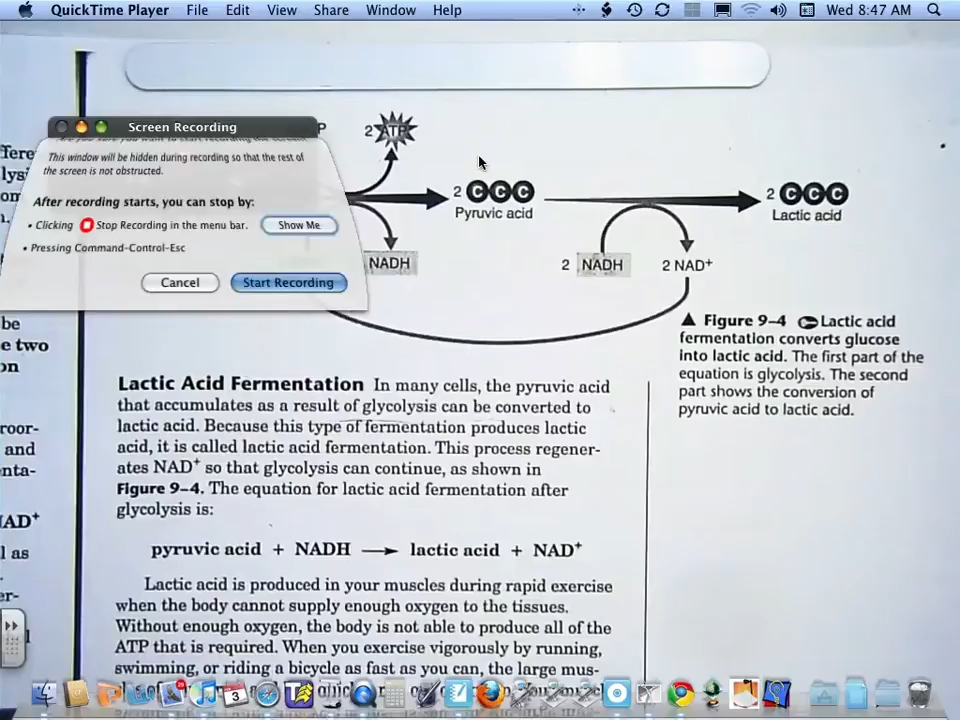 QuickTime Player File Edit View Share Window Help Wed 8:47 AM
Screen Recording
This window will be hidden during recording so that the rest of
the screen is not obstructed.
After recording starts, you can stop by:
• Clicking Stop Recording in the menu bar. Show Me
• Pressing Command-Control-Esc
Cancel Start Recording
P
2 ATP
2 CCC
Pyruvic acid
2 CCC
Lactic acid
NADH
2 NADH
2 NAD⁺
▲ Figure 9–4 Lactic acid
fermentation converts glucose
into lactic acid. The first part of the
equation is glycolysis. The second
part shows the conversion of
pyruvic acid to lactic acid.
be
e two
on
roor-
and
nta-
AD⁺
l as
er-
Lactic Acid Fermentation In many cells, the pyruvic acid
that accumulates as a result of glycolysis can be converted to
lactic acid. Because this type of fermentation produces lactic
acid, it is called lactic acid fermentation. This process regener-
ates NAD⁺ so that glycolysis can continue, as shown in
Figure 9–4. The equation for lactic acid fermentation after
glycolysis is:
pyruvic acid + NADH → lactic acid + NAD⁺
Lactic acid is produced in your muscles during rapid exercise
when the body cannot supply enough oxygen to the tissues.
Without enough oxygen, the body is not able to produce all of the
ATP that is required. When you exercise vigorously by running,
swimming, or riding a bicycle as fast as you can, the large mus-